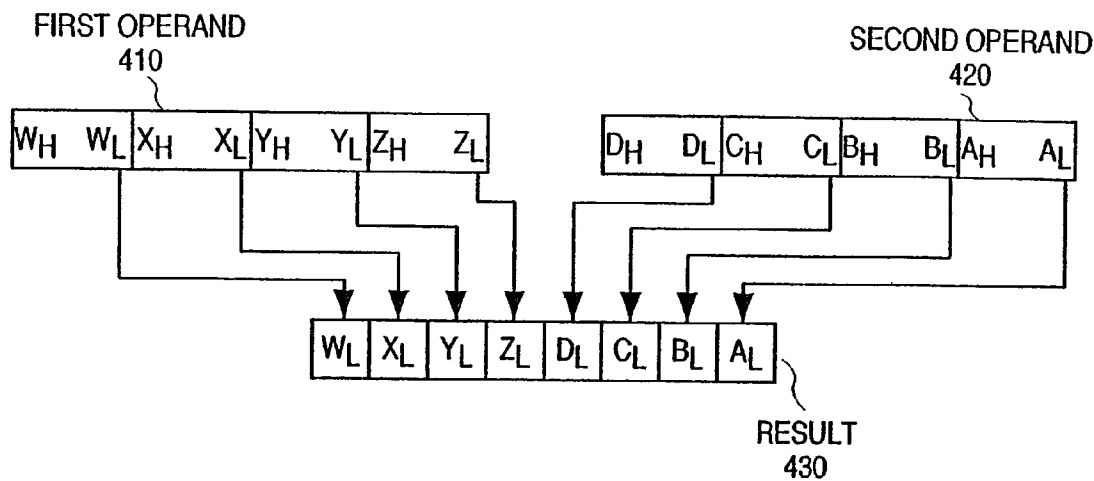 FIRST OPERAND
410
SECOND OPERAND
420
WH WL XH XL YH YL ZH ZL
DH DL CH CL BH BL AH AL
WL XL YL ZL DL CL BL AL
RESULT
430